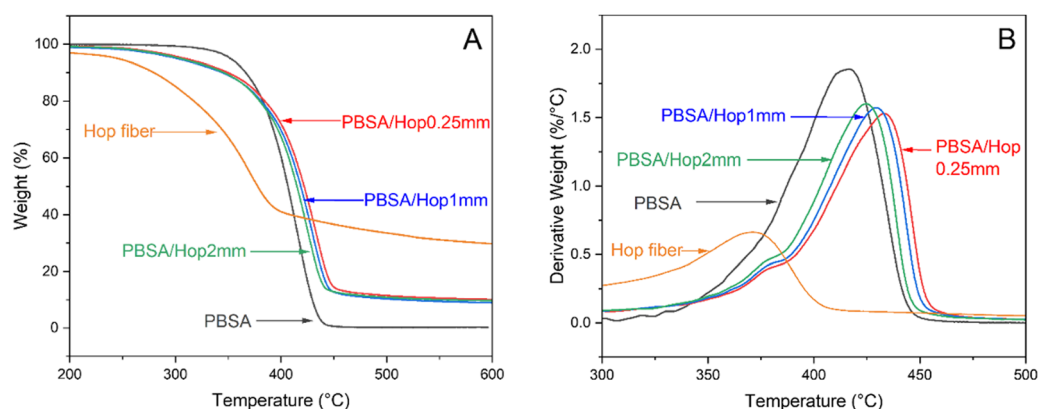 A
100
80
60
40
20
0
Weight (%)
Hop fiber
PBSA/Hop0.25mm
PBSA/Hop1mm
PBSA/Hop2mm
PBSA
200
300
400
500
600
Temperature (°C)
B
2.0
1.5
1.0
0.5
0.0
Derivative Weight (%/°C)
PBSA/Hop1mm
PBSA/Hop2mm
PBSA/Hop
0.25mm
PBSA
Hop fiber
300
350
400
450
500
Temperature (°C)